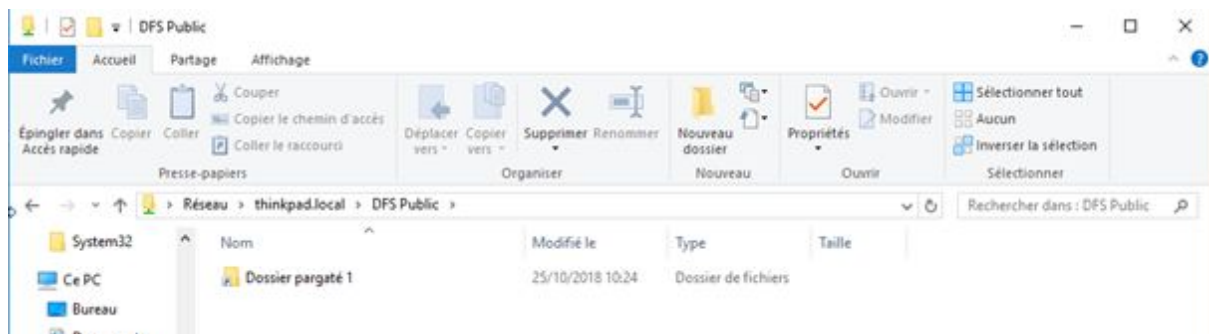 DFS Public
Fichier Accueil Partage Affichage
Épingler dans Accès rapide
Copier
Coller
Couper
Copier le chemin d'accès
Coller le raccourci
Presse-papiers
Déplacer vers
Copier vers
Supprimer
Renommer
Organiser
Nouveau dossier
Nouveau
Propriétés
Ouvrir
Modifier
Ouvrir
Sélectionner tout
Aucun
Inverser la sélection
Sélectionner
Réseau > thinkpad.local > DFS Public >
Rechercher dans : DFS Public
System32
Ce PC
Bureau
Nom Modifié le Type Taille
Dossier pargaté 1 25/10/2018 10:24 Dossier de fichiers